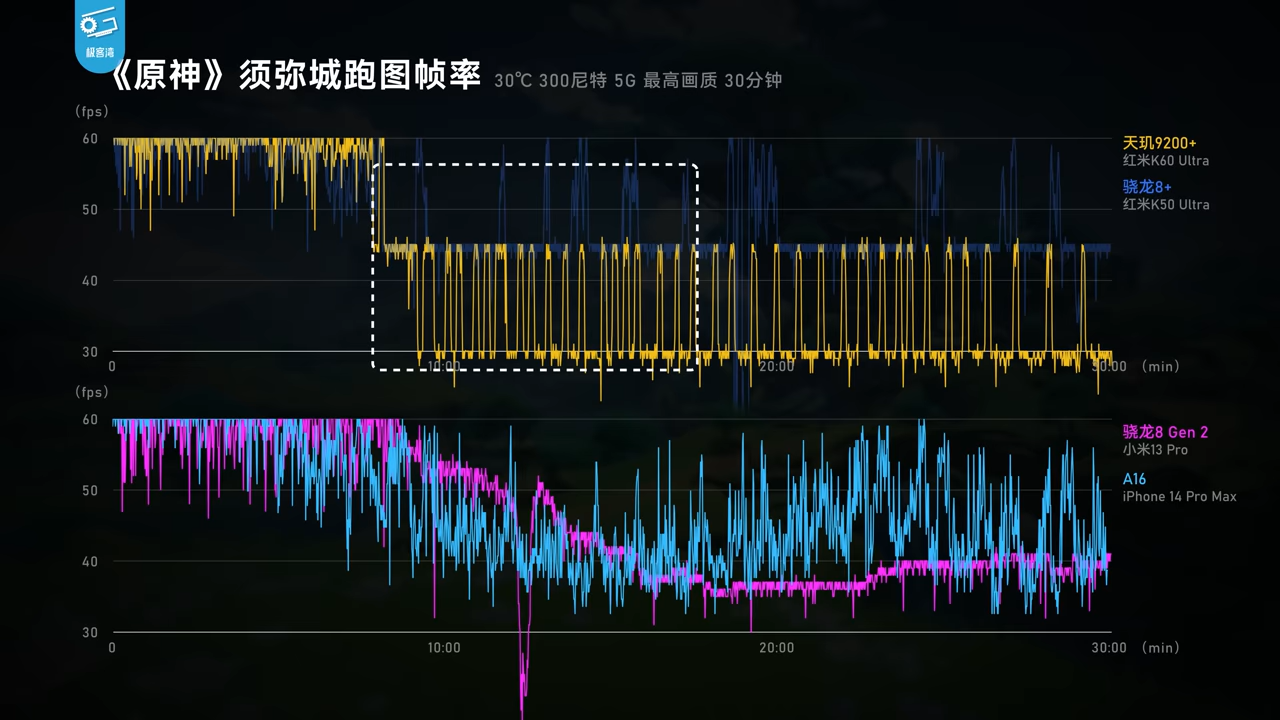 极客湾
《原神》须弥城跑图帧率 30℃ 300尼特 5G 最高画质 30分钟
(fps)
60
50
40
30
0
10:00
20:00
30:00
(min)
天玑9200+
红米K60 Ultra
骁龙8+
红米K50 Ultra
(fps)
60
50
40
30
0
10:00
20:00
30:00
(min)
骁龙8 Gen 2
小米13 Pro
A16
iPhone 14 Pro Max